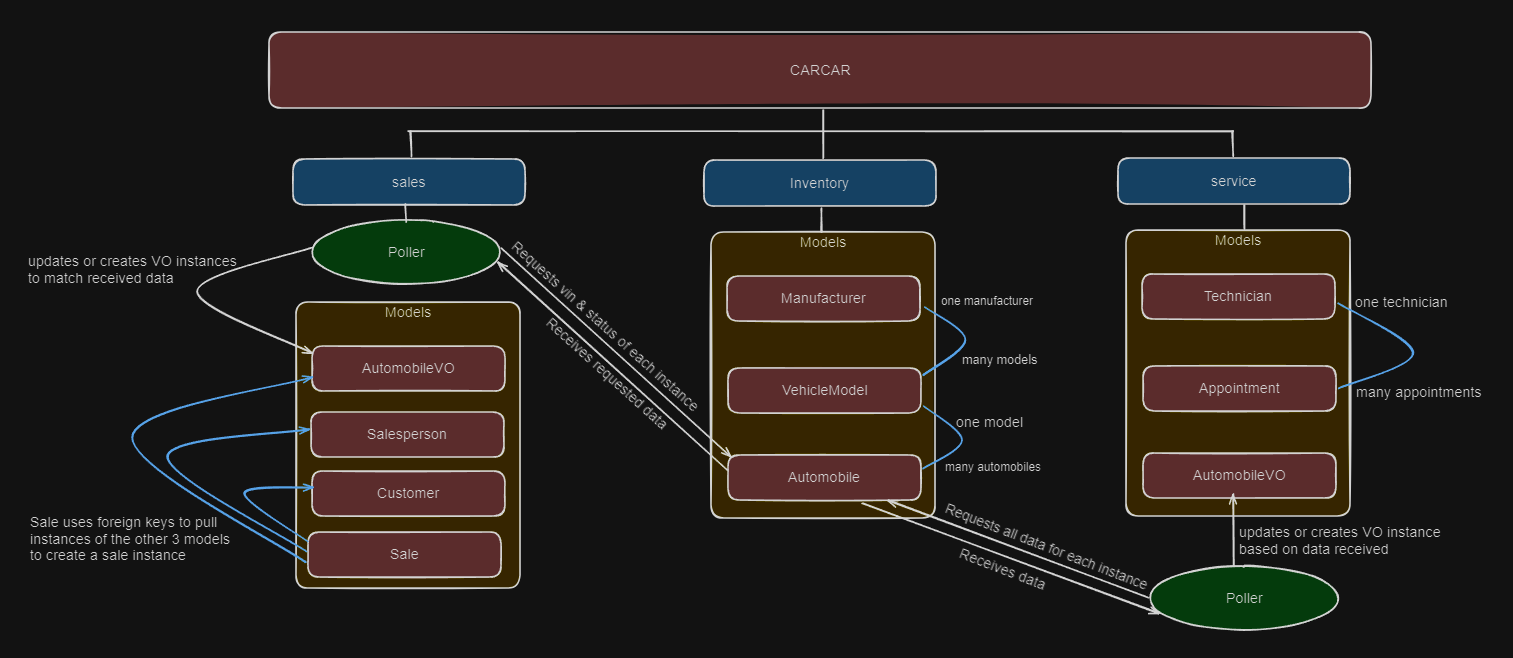 CARCAR
sales
Inventory
service
Poller
updates or creates VO instances
to match received data
Requests vin & status of each instance
Receives requested data
Models
AutomobileVO
Salesperson
Customer
Sale
Sale uses foreign keys to pull
instances of the other 3 models
to create a sale instance
Models
Manufacturer
one manufacturer
many models
VehicleModel
one model
many automobiles
Automobile
Requests all data for each instance
Receives data
Models
Technician
one technician
Appointment
many appointments
AutomobileVO
updates or creates VO instance
based on data received
Poller